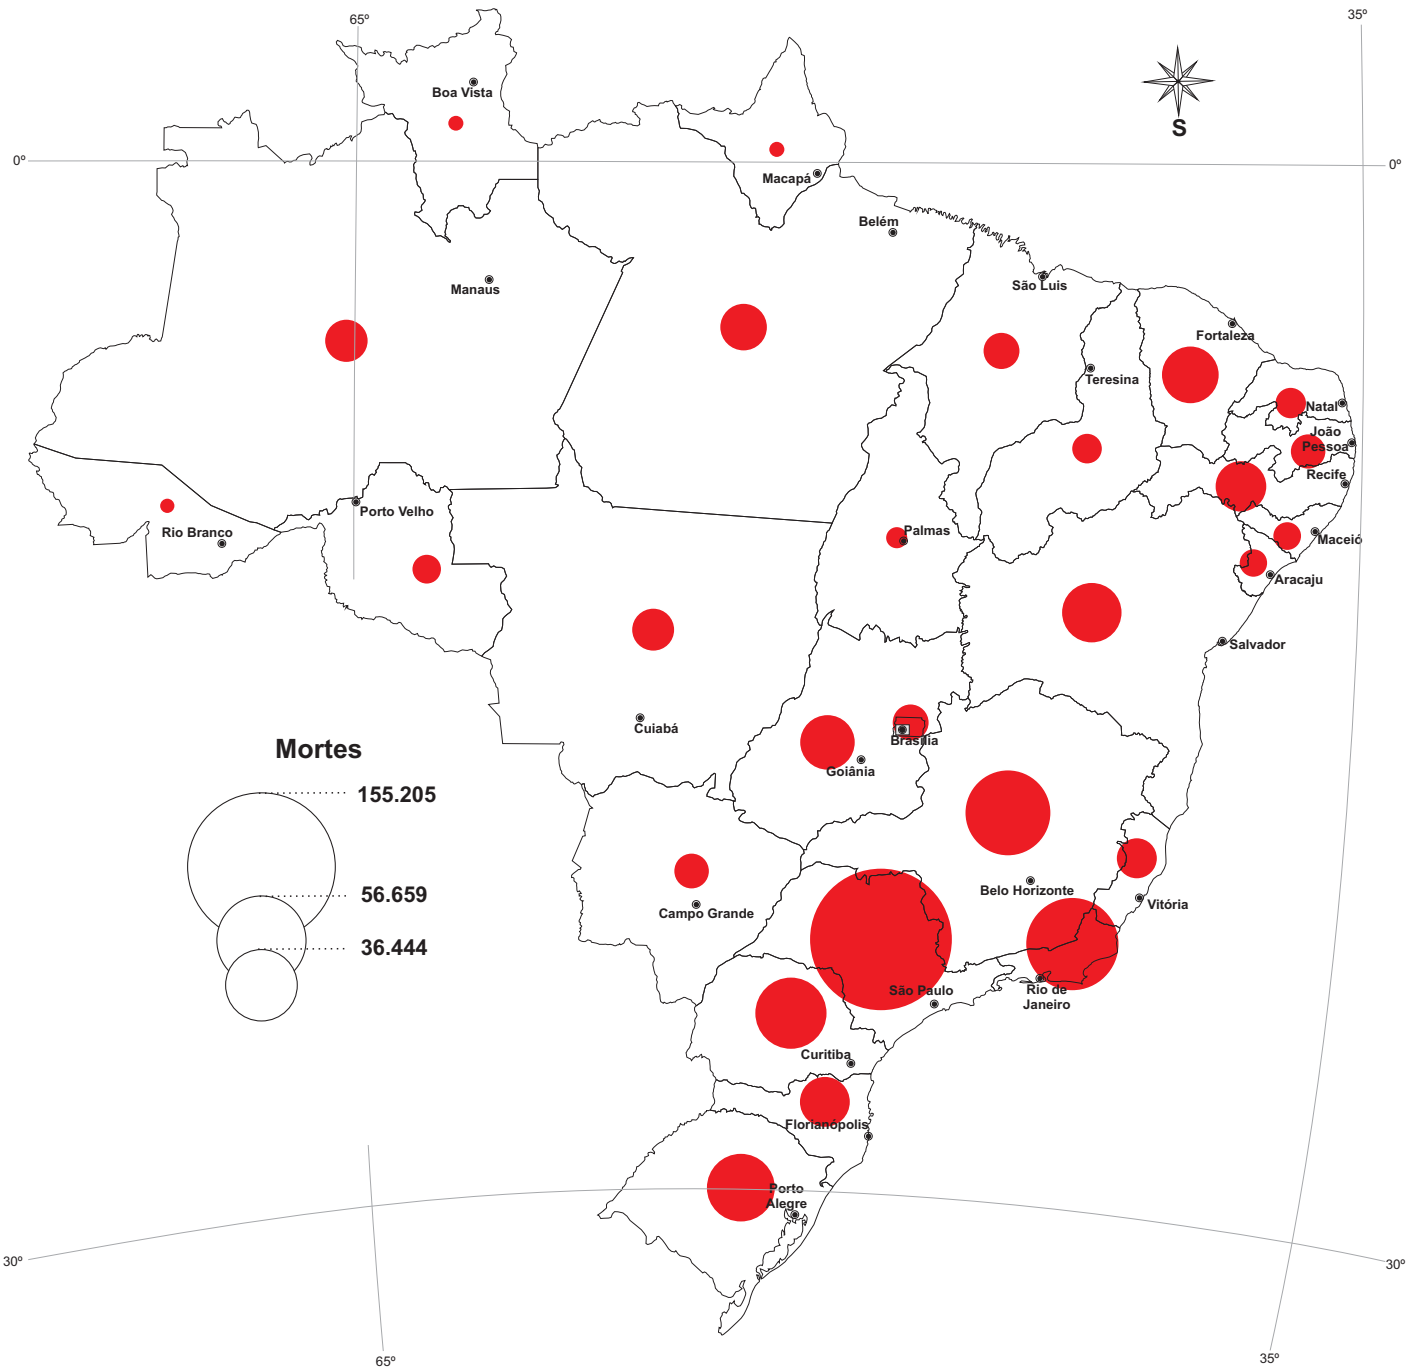 65º
35º
Boa Vista
S
0º
0º
Macapá
Belém
Manaus
São Luis
Fortaleza
Teresina
Natal
João
Pessoa
Recife
Porto Velho
Rio Branco
Palmas
Maceió
Aracaju
Salvador
Cuiabá
Brasília
Goiânia
Mortes
155.205
56.659
36.444
Belo Horizonte
Campo Grande
Vitória
São Paulo
Rio de
Janeiro
Curitiba
Florianópolis
Porto
Alegre
30º
30º
65º
35º